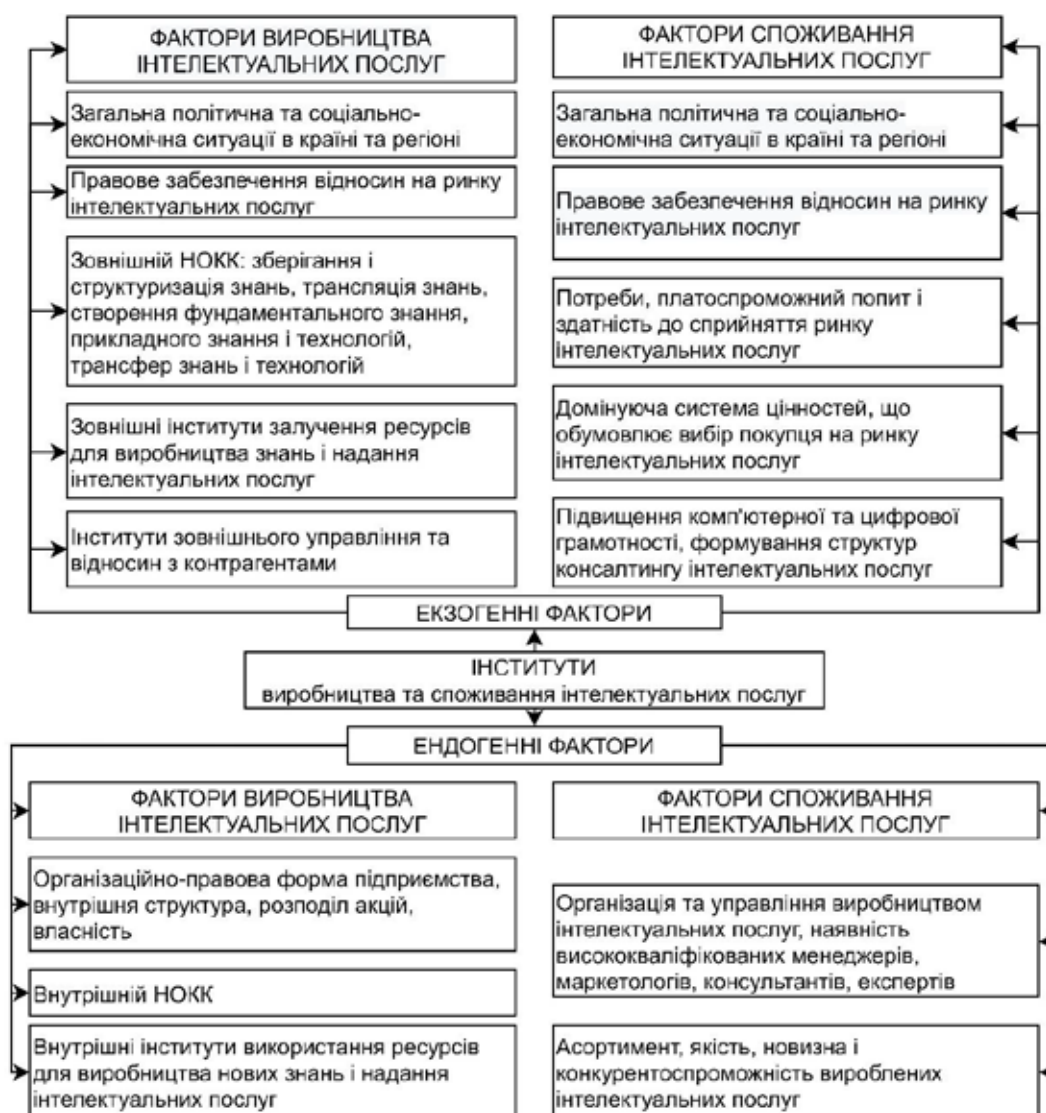 ФАКТОРИ ВИРОБНИЦТВА
ІНТЕЛЕКТУАЛЬНИХ ПОСЛУГ
Загальна політична та соціально-
економічна ситуації в країні та регіоні
Правове забезпечення відносин на ринку
інтелектуальних послуг
Зовнішній НОКК: зберігання і
структуризація знань, трансляція знань,
створення фундаментального знання,
прикладного знання і технологій,
трансфер знань і технологій
Зовнішні інститути залучення ресурсів
для виробництва знань і надання
інтелектуальних послуг
Інститути зовнішнього управління та
відносин з контрагентами
ФАКТОРИ СПОЖИВАННЯ
ІНТЕЛЕКТУАЛЬНИХ ПОСЛУГ
Загальна політична та соціально-
економічна ситуації в країні та регіоні
Правове забезпечення відносин на ринку
інтелектуальних послуг
Потреби, платоспроможний попит і
здатність до сприйняття ринку
інтелектуальних послуг
Домінуюча система цінностей, що
обумовлює вибір покупця на ринку
інтелектуальних послуг
Підвищення комп'ютерної та цифрової
грамотності, формування структур
консалтингу інтелектуальних послуг
ЕКЗОГЕННІ ФАКТОРИ
ІНСТИТУТИ
виробництва та споживання інтелектуальних послуг
ЕНДОГЕННІ ФАКТОРИ
ФАКТОРИ ВИРОБНИЦТВА
ІНТЕЛЕКТУАЛЬНИХ ПОСЛУГ
Організаційно-правова форма підприємства,
внутрішня структура, розподіл акцій,
власність
Внутрішній НОКК
Внутрішні інститути використання ресурсів
для виробництва нових знань і надання
інтелектуальних послуг
ФАКТОРИ СПОЖИВАННЯ
ІНТЕЛЕКТУАЛЬНИХ ПОСЛУГ
Організація та управління виробництвом
інтелектуальних послуг, наявність
висококваліфікованих менеджерів,
маркетологів, консультантів, експертів
Асортимент, якість, новизна і
конкурентоспроможність вироблених
інтелектуальних послуг